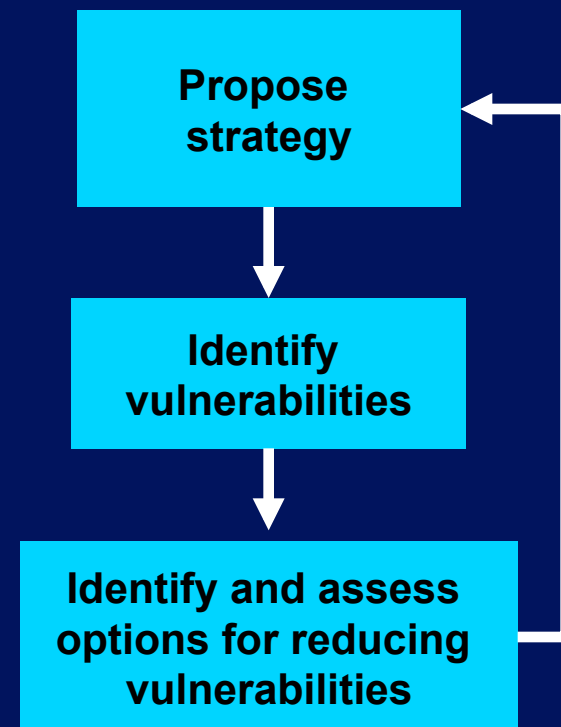 Propose
strategy
Identify
vulnerabilities
Identify and assess
options for reducing
vulnerabilities